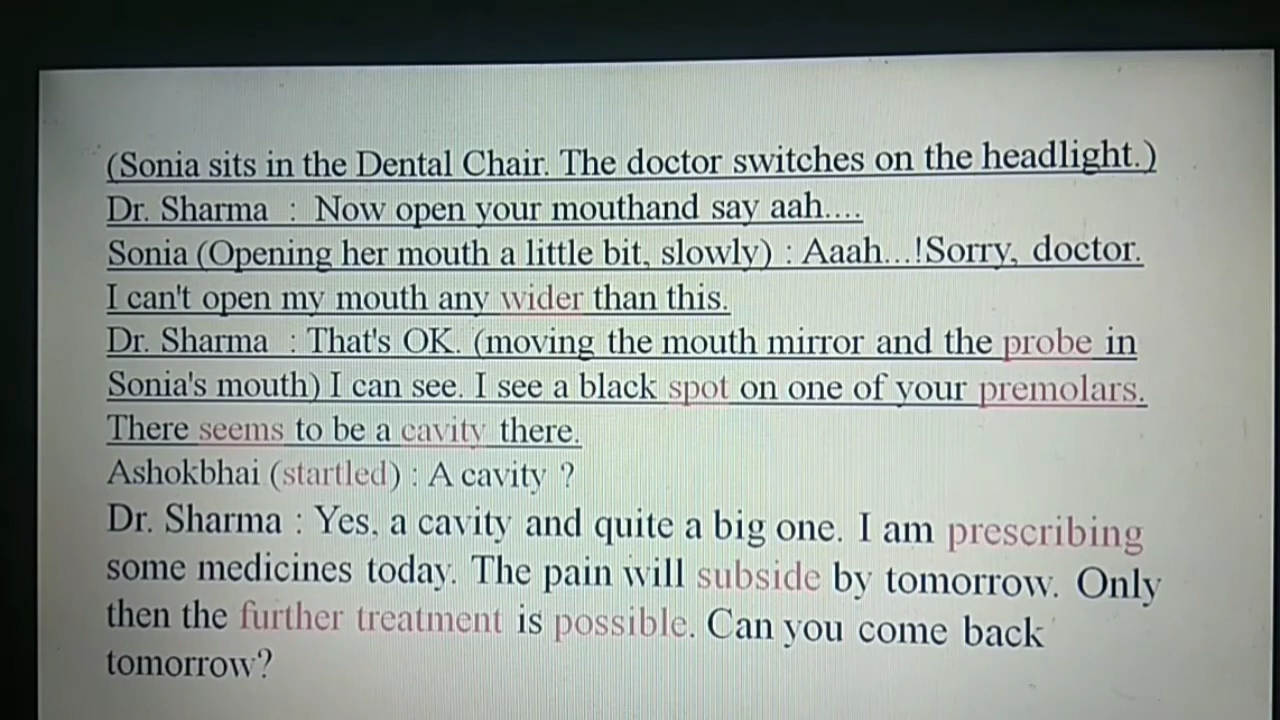 (Sonia sits in the Dental Chair. The doctor switches on the headlight.)
Dr. Sharma : Now open your mouthand say aah....
Sonia (Opening her mouth a little bit, slowly) : Aaah...!Sorry, doctor.
I can't open my mouth any wider than this.
Dr. Sharma : That's OK. (moving the mouth mirror and the probe in
Sonia's mouth) I can see. I see a black spot on one of your premolars.
There seems to be a cavity there.
Ashokbhai (startled) : A cavity ?
Dr. Sharma : Yes, a cavity and quite a big one. I am prescribing
some medicines today. The pain will subside by tomorrow. Only
then the further treatment is possible. Can you come back
tomorrow?